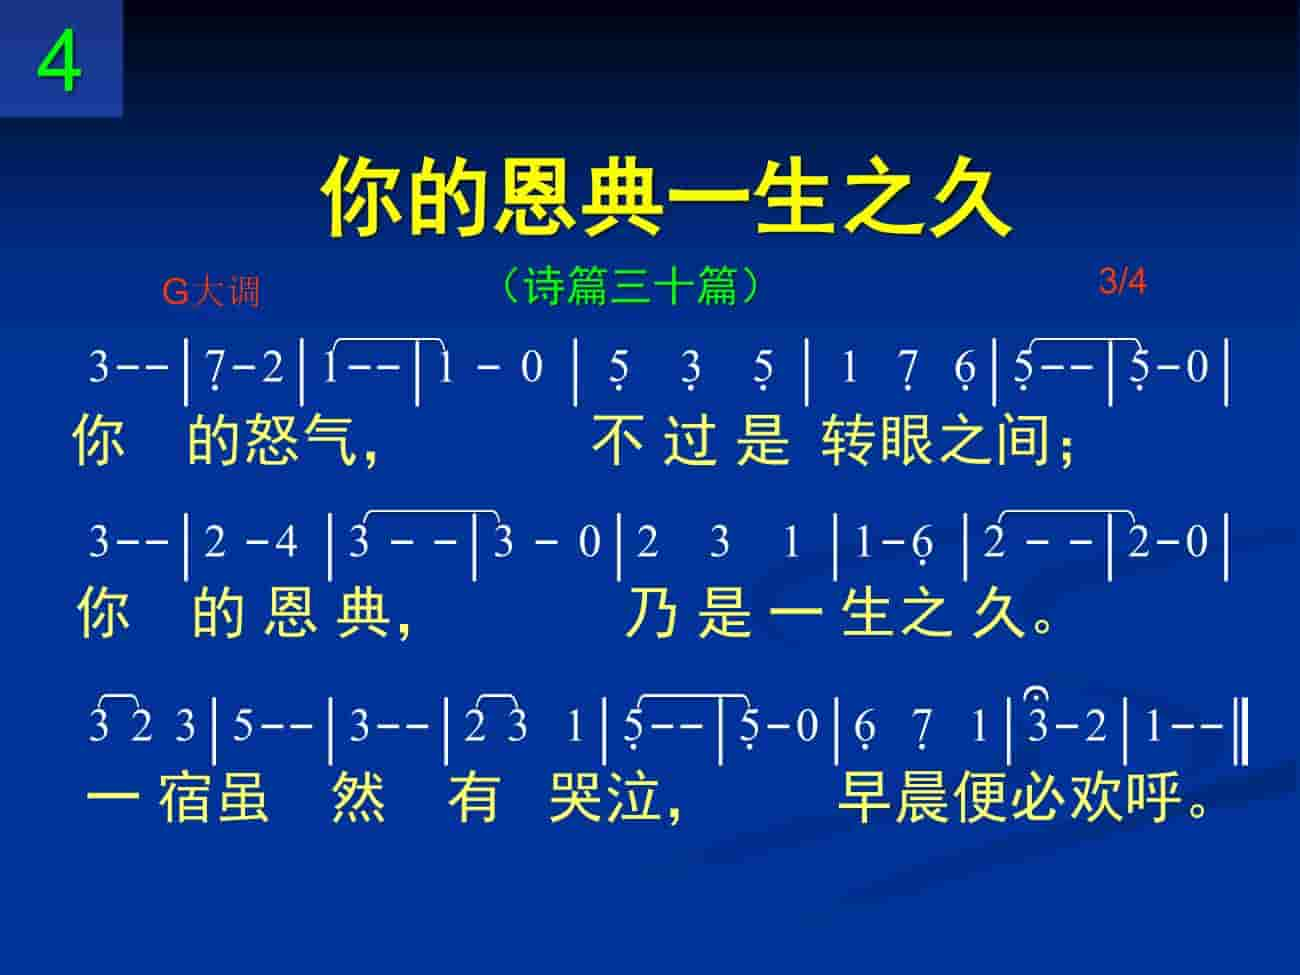 4
你的恩典一生之久
G大调 （诗篇三十篇） 3/4
3--|7̣-2|1--|1 - 0 | 5̣ 3̣ 5̣ | 1 7̣ 6̣|5̣--|5̣-0|
你 的怒气， 不 过 是 转眼之间；
3--|2 -4|3 - -|3 - 0|2 3 1|1-6̣|2 - -|2-0|
你 的 恩 典， 乃 是 一 生之 久。
3 2 3|5--|3--|2 3 1|5̣--|5̣-0|6̣ 7̣ 1|3-2|1--‖
一 宿虽 然 有 哭泣， 早晨便必欢呼。